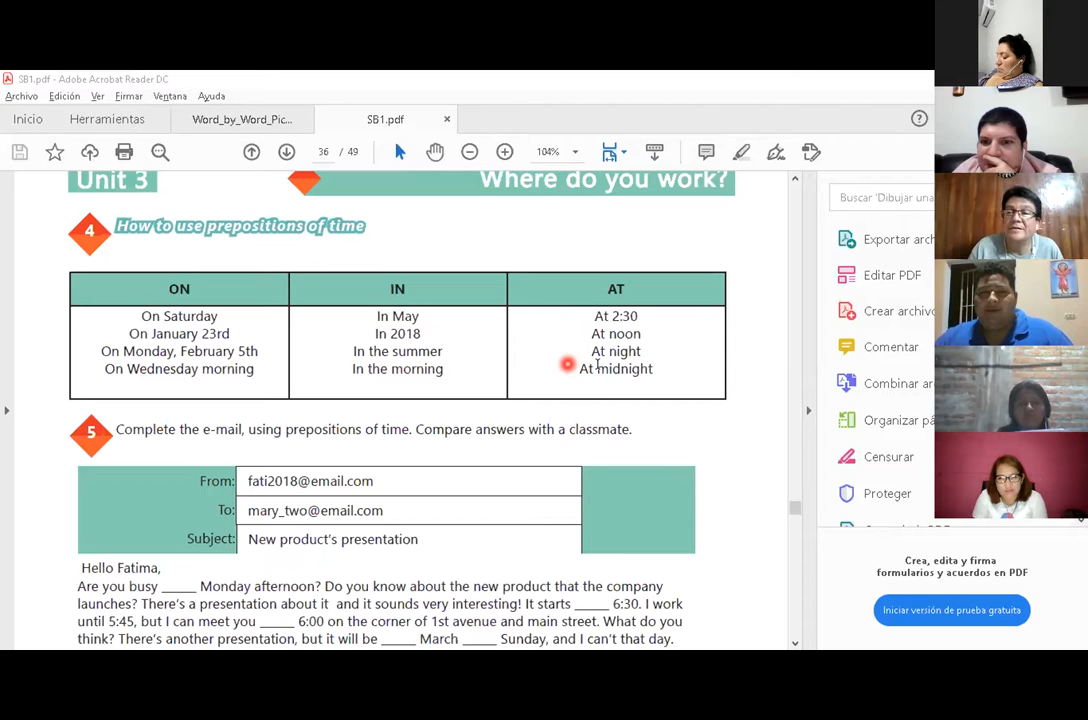 SB1.pdf - Adobe Acrobat Reader DC
Archivo Edición Ver Firmar Ventana Ayuda
Inicio Herramientas Word_by_Word_Pic... SB1.pdf ×
36 / 49 104%
Unit 3 Where do you work?
4 How to use prepositions of time
ON IN AT
On Saturday In May At 2:30
On January 23rd In 2018 At noon
On Monday, February 5th In the summer At night
On Wednesday morning In the morning At midnight
5 Complete the e-mail, using prepositions of time. Compare answers with a classmate.
From: fati2018@email.com
To: mary_two@email.com
Subject: New product's presentation
Hello Fatima,
Are you busy _____ Monday afternoon? Do you know about the new product that the company
launches? There's a presentation about it and it sounds very interesting! It starts _____ 6:30. I work
until 5:45, but I can meet you _____ 6:00 on the corner of 1st avenue and main street. What do you
think? There's another presentation, but it will be _____ March _____ Sunday, and I can't that day.
Buscar 'Dibujar una
Exportar arch
Editar PDF
Crear archivo
Comentar
Combinar ar
Organizar pá
Censurar
Proteger
Crea, edita y firma
formularios y acuerdos en PDF
Iniciar versión de prueba gratuita